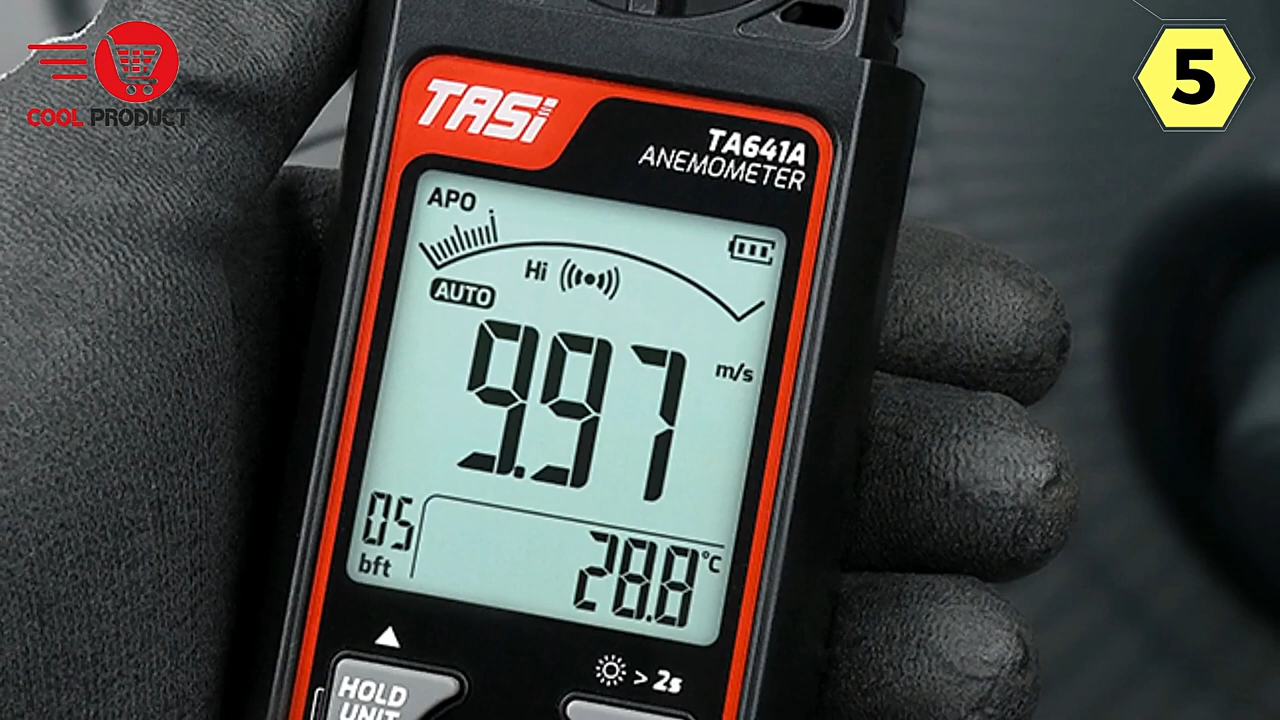 COOL PRODUCT
5
TASi
TA641A
ANEMOMETER
APO
Hi
AUTO
9.97
m/s
05
bft
28.8 °C
> 2s
HOLD
UNIT